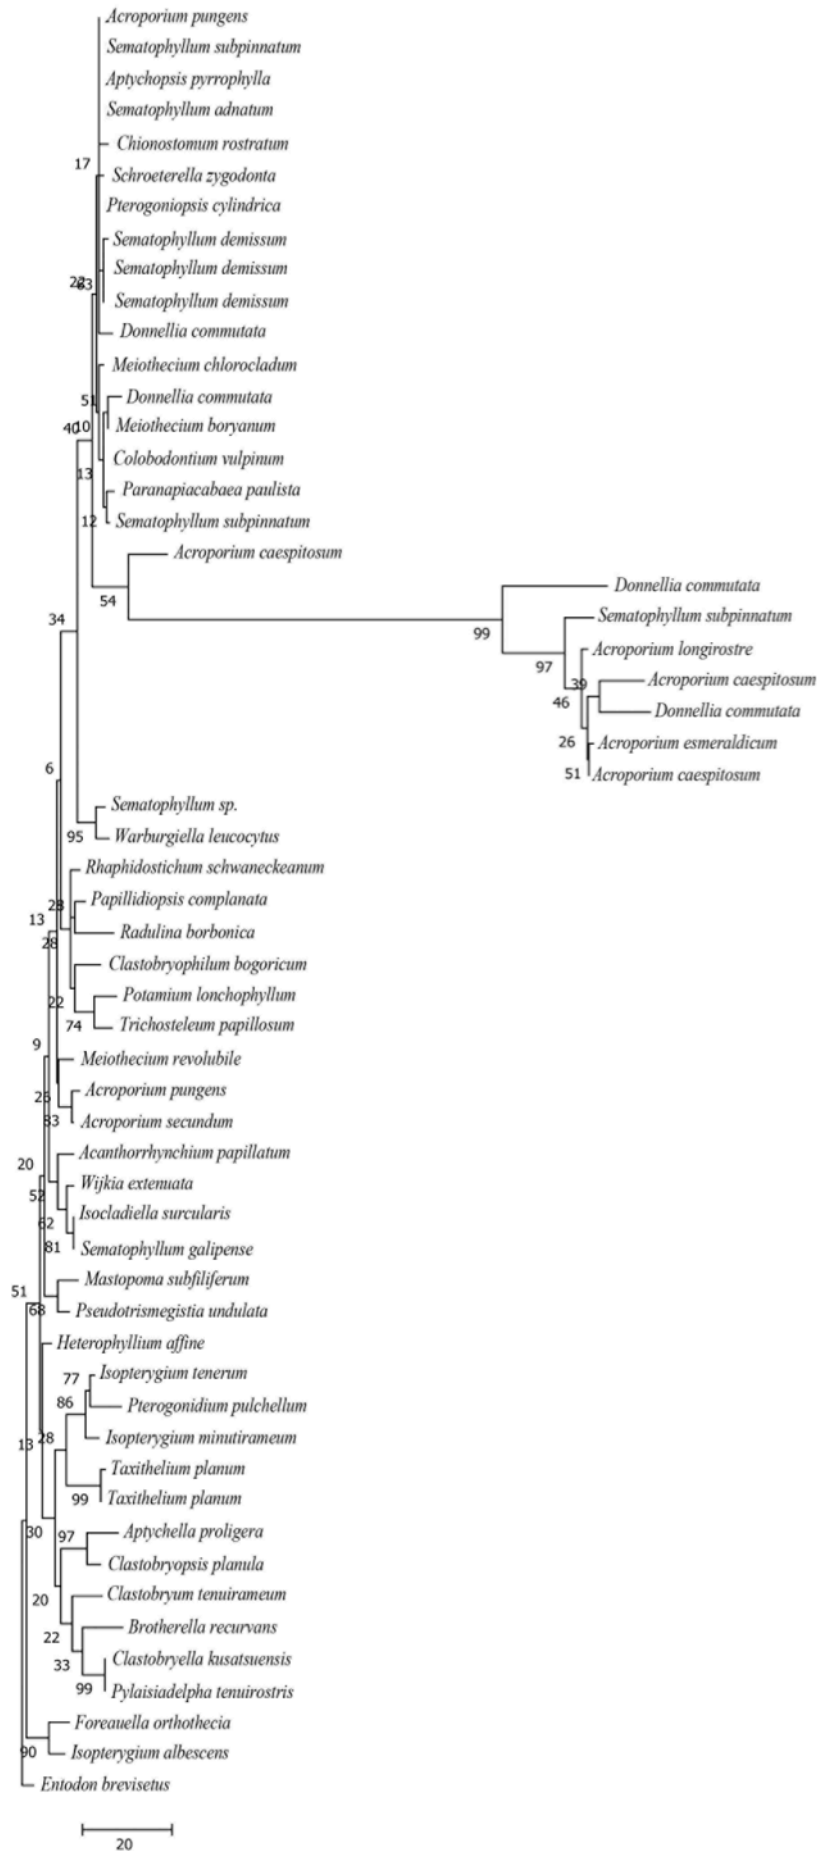 Acroporium pungens
Sematophyllum subpinnatum
Aptychopsis pyrrophylla
Sematophyllum adnatum
Chionostomum rostratum
17
Schroeterella zygodonta
Pterogoniopsis cylindrica
Sematophyllum demissum
Sematophyllum demissum
63
Sematophyllum demissum
Donnellia commutata
Meiothecium chlorocladum
51
Donnellia commutata
40
10
Meiothecium boryanum
Colobodontium vulpinum
13
Paranapiacabaea paulista
12
Sematophyllum subpinnatum
Acroporium caespitosum
Donnellia commutata
54
34
Sematophyllum subpinnatum
99
Acroporium longirostre
97
Acroporium caespitosum
39
46
Donnellia commutata
26
Acroporium esmeraldicum
6
51
Acroporium caespitosum
Sematophyllum sp.
95
Warburgiella leucocytus
Rhaphidostichum schwaneckeanum
Papillidiopsis complanata
13
Radulina borbonica
28
Clastobryophilum bogoricum
22
Potamium lonchophyllum
74
Trichosteleum papillosum
9
Meiothecium revolubile
Acroporium pungens
83
Acroporium secundum
Acanthorrhynchium papillatum
20
Wijkia extenuata
52
Isocladiella surcularis
62
81
Sematophyllum galipense
Mastopoma subfiliferum
51
68
Pseudotrismegistia undulata
Heterophyllium affine
77
Isopterygium tenerum
86
Pterogonidium pulchellum
13
28
Isopterygium minutirameum
Taxithelium planum
99
Taxithelium planum
30
97
Aptychella proligera
Clastobryopsis planula
20
Clastobryum tenuirameum
22
Brotherella recurvans
33
Clastobryella kusatsuensis
99
Pylaisiadelpha tenuirostris
Foreauella orthothecia
90
Isopterygium albescens
Entodon brevisetus
20